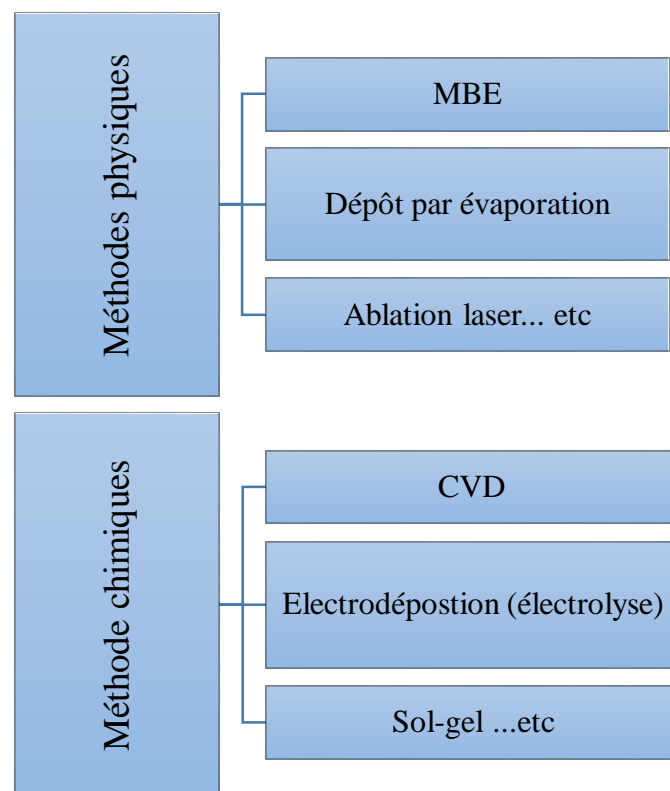 Méthodes physiques
MBE
Dépôt par évaporation
Ablation laser... etc
Méthode chimiques
CVD
Electrodépostion (électrolyse)
Sol-gel ...etc